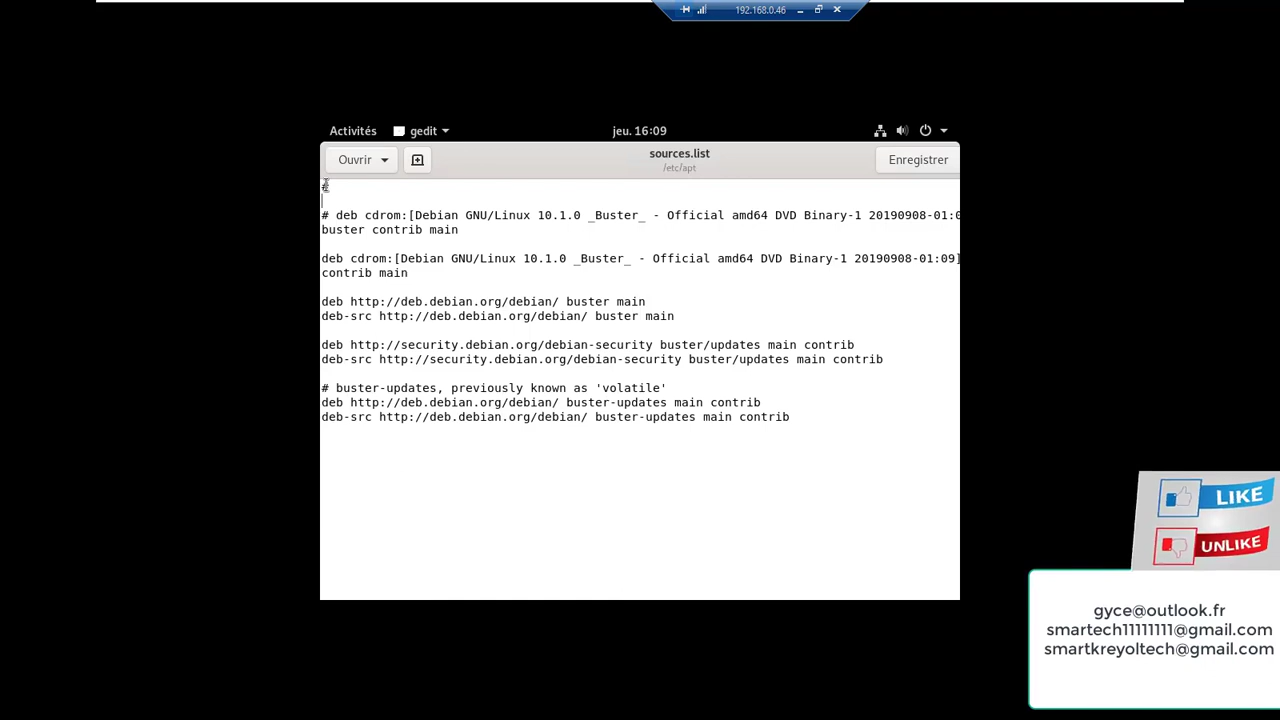 192.168.0.46
Activités gedit jeu. 16:09
Ouvrir sources.list Enregistrer
/etc/apt
#
# deb cdrom:[Debian GNU/Linux 10.1.0 _Buster_ - Official amd64 DVD Binary-1 20190908-01:0
buster contrib main
deb cdrom:[Debian GNU/Linux 10.1.0 _Buster_ - Official amd64 DVD Binary-1 20190908-01:09]
contrib main
deb http://deb.debian.org/debian/ buster main
deb-src http://deb.debian.org/debian/ buster main
deb http://security.debian.org/debian-security buster/updates main contrib
deb-src http://security.debian.org/debian-security buster/updates main contrib
# buster-updates, previously known as 'volatile'
deb http://deb.debian.org/debian/ buster-updates main contrib
deb-src http://deb.debian.org/debian/ buster-updates main contrib
LIKE
UNLIKE
gyce@outlook.fr
smartech11111111@gmail.com
smartkreyoltech@gmail.com